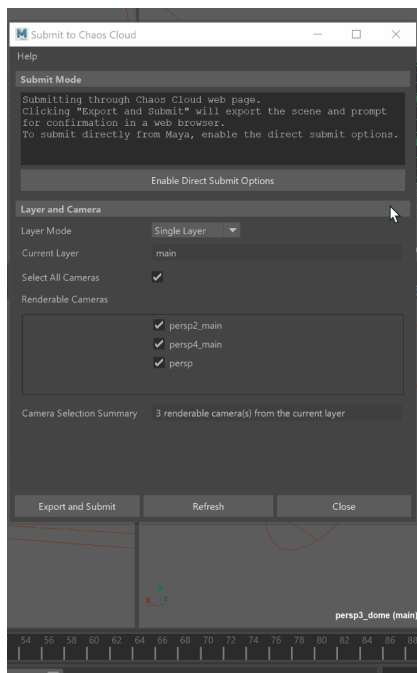 Submit to Chaos Cloud
Help
Submit Mode
Submitting through Chaos Cloud web page.
Clicking "Export and Submit" will export the scene and prompt
for confirmation in a web browser.
To submit directly from Maya, enable the direct submit options.
Enable Direct Submit Options
Layer and Camera
Layer Mode Single Layer
Current Layer main
Select All Cameras
Renderable Cameras
persp2_main
persp4_main
persp
Camera Selection Summary 3 renderable camera(s) from the current layer
Export and Submit Refresh Close
persp3_dome (main)
54 56 58 60 62 64 66 68 70 72 74 76 78 80 82 84 86 88